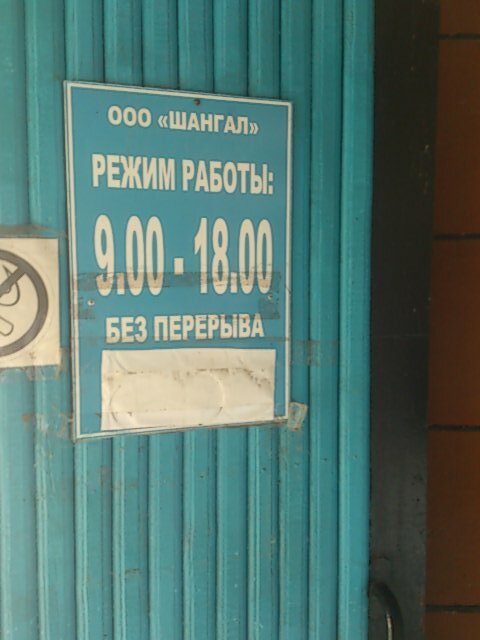 ООО «ШАНГАЛ»
РЕЖИМ РАБОТЫ:
9.00 - 18.00
БЕЗ ПЕРЕРЫВА